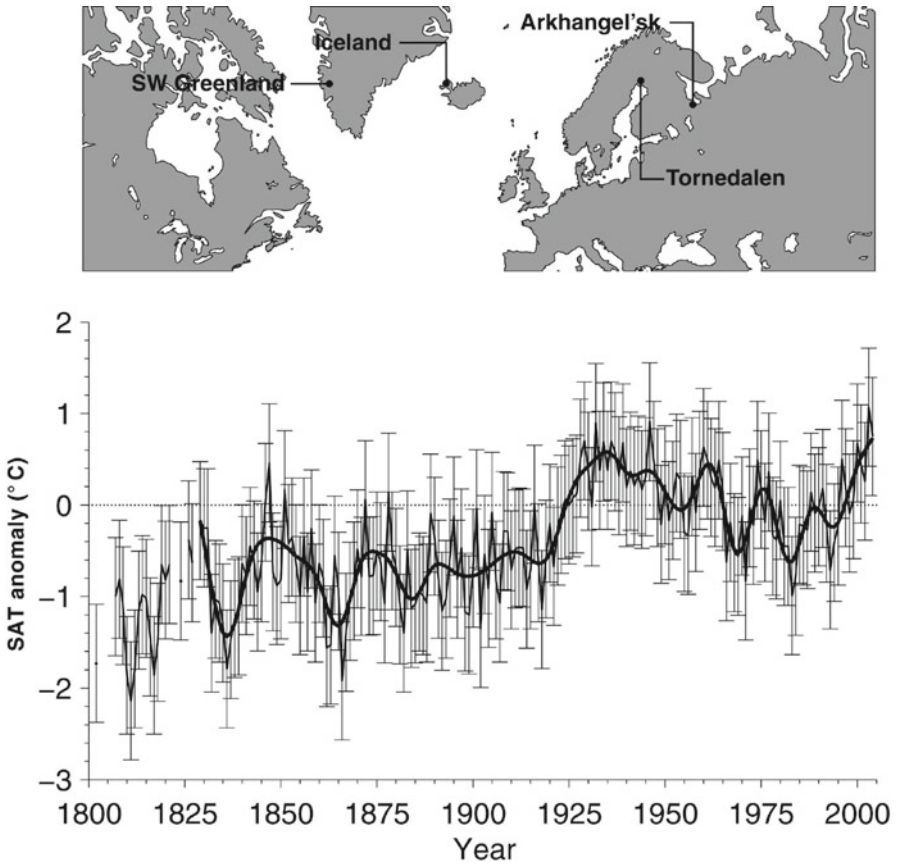 Arkhangel'sk
Iceland
SW Greenland
Tornedalen
2
1
0
−1
−2
−3
SAT anomaly (° C)
1800 1825 1850 1875 1900 1925 1950 1975 2000
Year